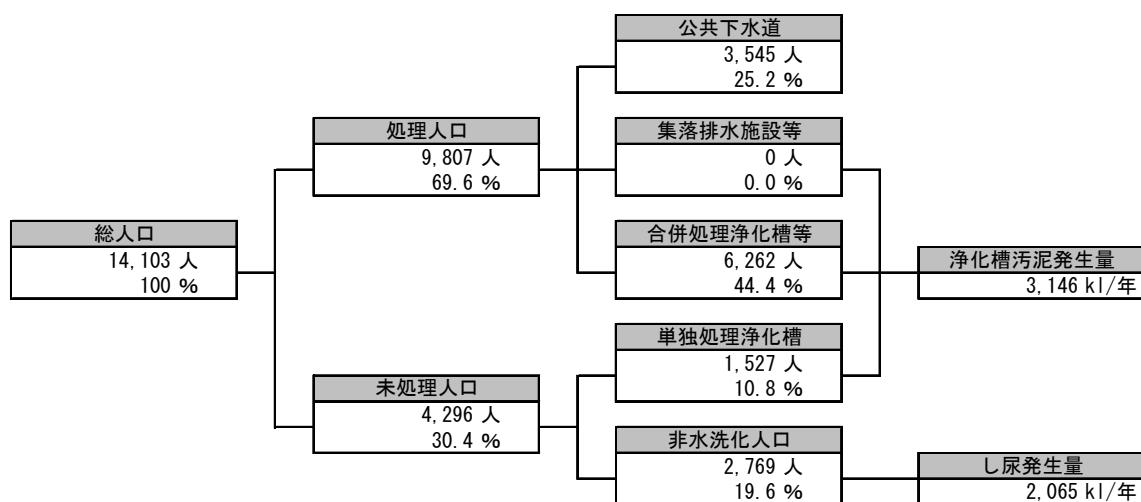 公共下水道
3,545 人
25.2 %
処理人口
9,807 人
69.6 %
集落排水施設等
0 人
0.0 %
総人口
14,103 人
100 %
合併処理浄化槽等
6,262 人
44.4 %
浄化槽汚泥発生量
3,146 kl/年
単独処理浄化槽
1,527 人
10.8 %
未処理人口
4,296 人
30.4 %
非水洗化人口
2,769 人
19.6 %
し尿発生量
2,065 kl/年